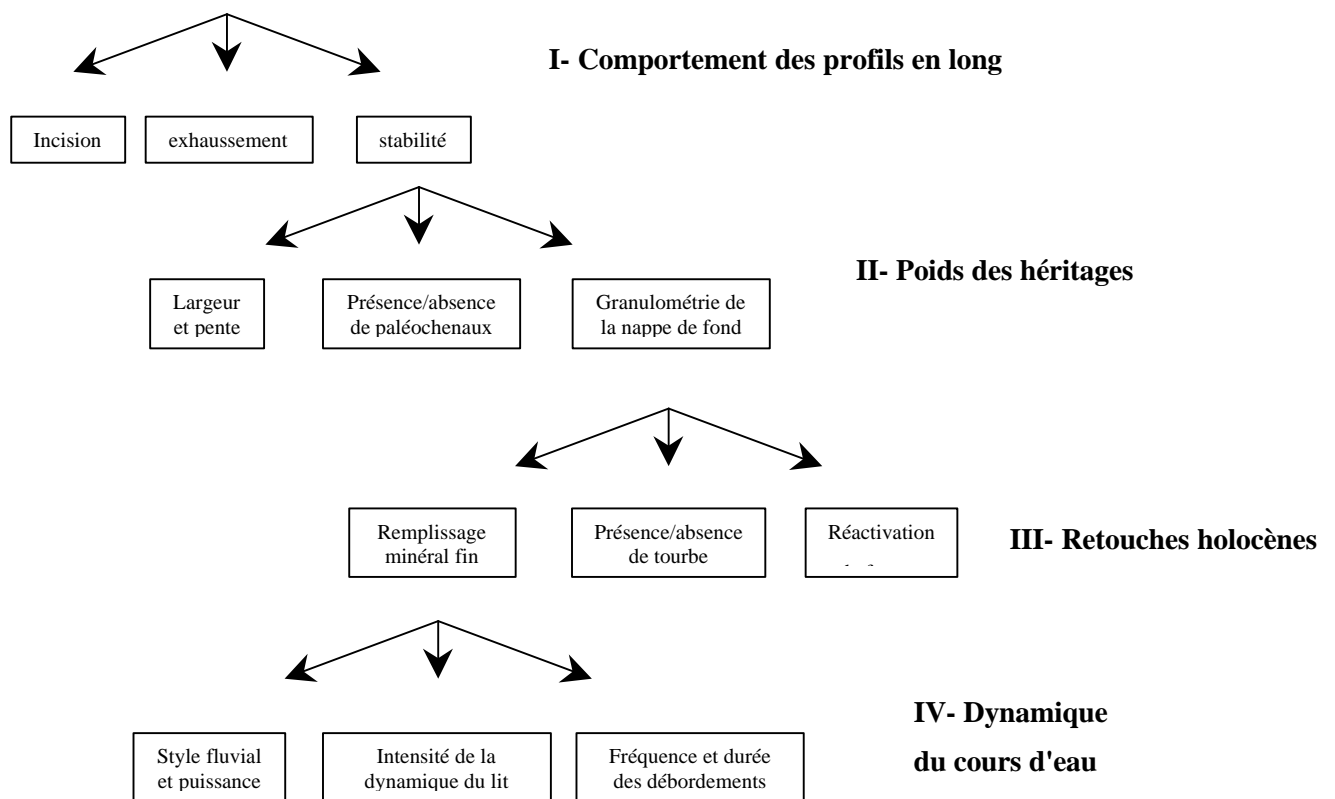 I- Comportement des profils en long
Incision
exhaussement
stabilité
II- Poids des héritages
Largeur
et pente
Présence/absence
de paléochenaux
Granulométrie de
la nappe de fond
Remplissage
minéral fin
Présence/absence
de tourbe
Réactivation
III- Retouches holocènes
IV- Dynamique
du cours d'eau
Style fluvial
et puissance
Intensité de la
dynamique du lit
Fréquence et durée
des débordements